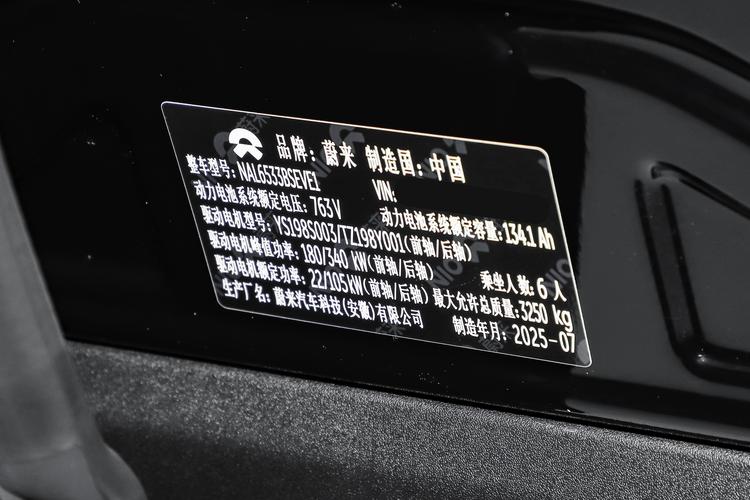 品牌：蔚来 制造国：中国
整车型号：NAL6533BSEVE1 VIN：
动力电池系统额定电压：763V 动力电池系统额定容量：134.1 Ah
驱动电机型号：YS198S003/TZ198Y001(前轴/后轴)
驱动电机峰值功率：180/340 kW(前轴/后轴) 乘坐人数：6 人
驱动电机额定功率：22/105 kW(前轴/后轴) 最大允许总质量：3250 kg
生产厂名：蔚来汽车科技(安徽)有限公司 制造年月：2025-07